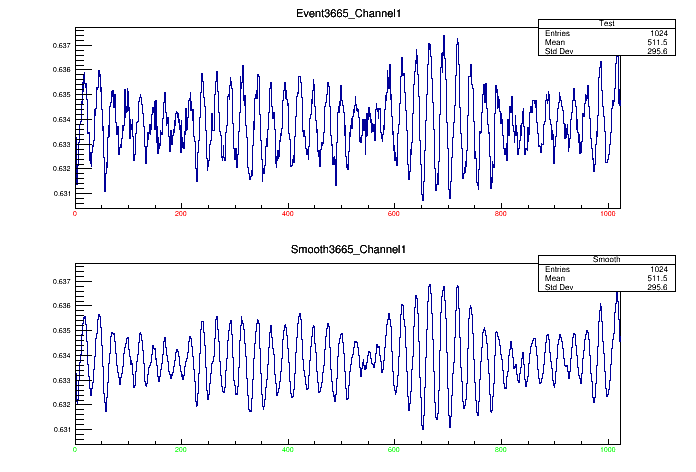 Event3665_Channel1
Test
Entries 1024
Mean 511.5
Std Dev 295.6
0.637
0.636
0.635
0.634
0.633
0.632
0.631
0 200 400 600 800 1000
Smooth3665_Channel1
Smooth
Entries 1024
Mean 511.5
Std Dev 295.6
0.637
0.636
0.635
0.634
0.633
0.632
0.631
0 200 400 600 800 1000